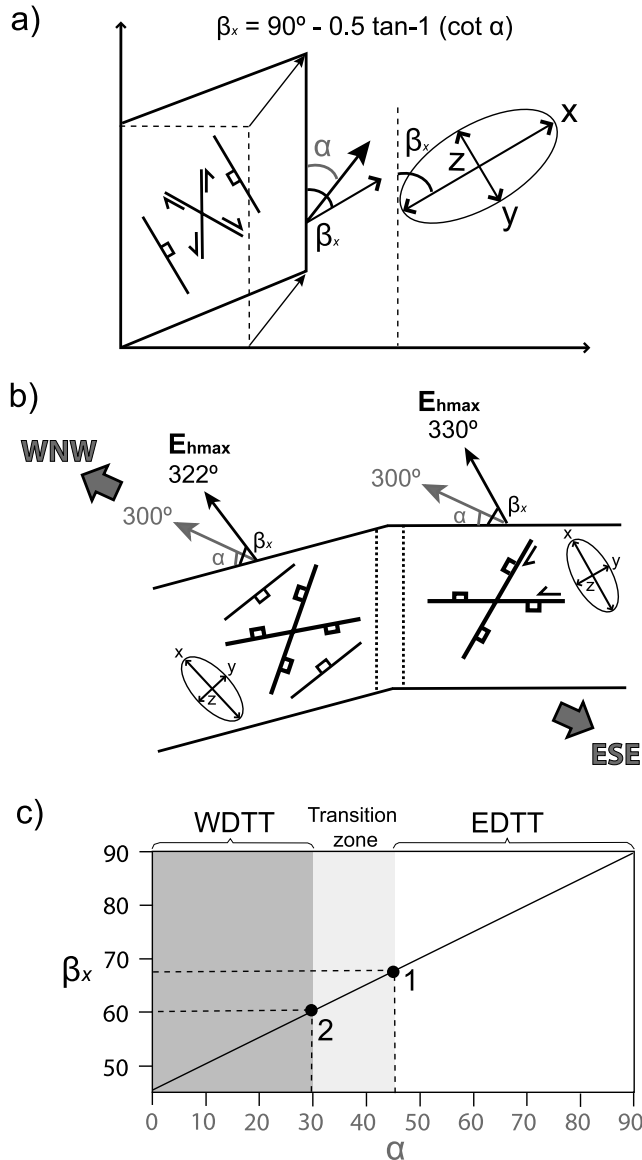 a)
βx = 90º - 0.5 tan-1 (cot α)
α
βx
βx
x
z
y
b)
WNW
Ehmax
322º
300º
α
βx
Ehmax
330º
300º
α
βx
x
y
z
x
y
z
ESE
c)
WDTT
Transition
zone
EDTT
90
80
70
60
50
βx
1
2
0
10
20
30
40
50
60
70
80
90
α